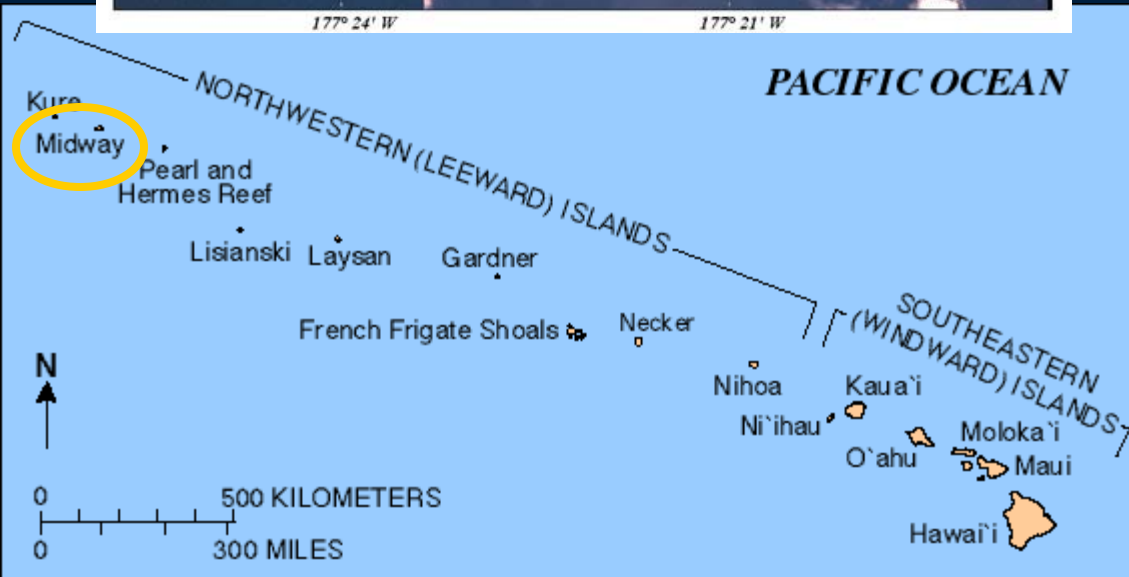 177° 24' W 177° 21' W
PACIFIC OCEAN
NORTHWESTERN (LEEWARD) ISLANDS
Kure
Midway
Pearl and
Hermes Reef
Lisianski
Laysan
Gardner
French Frigate Shoals
Necker
Nihoa
SOUTHEASTERN
(WINDWARD) ISLANDS
Kaua`i
Ni`ihau
O`ahu
Moloka`i
Maui
Hawai`i
N
0 500 KILOMETERS
0 300 MILES